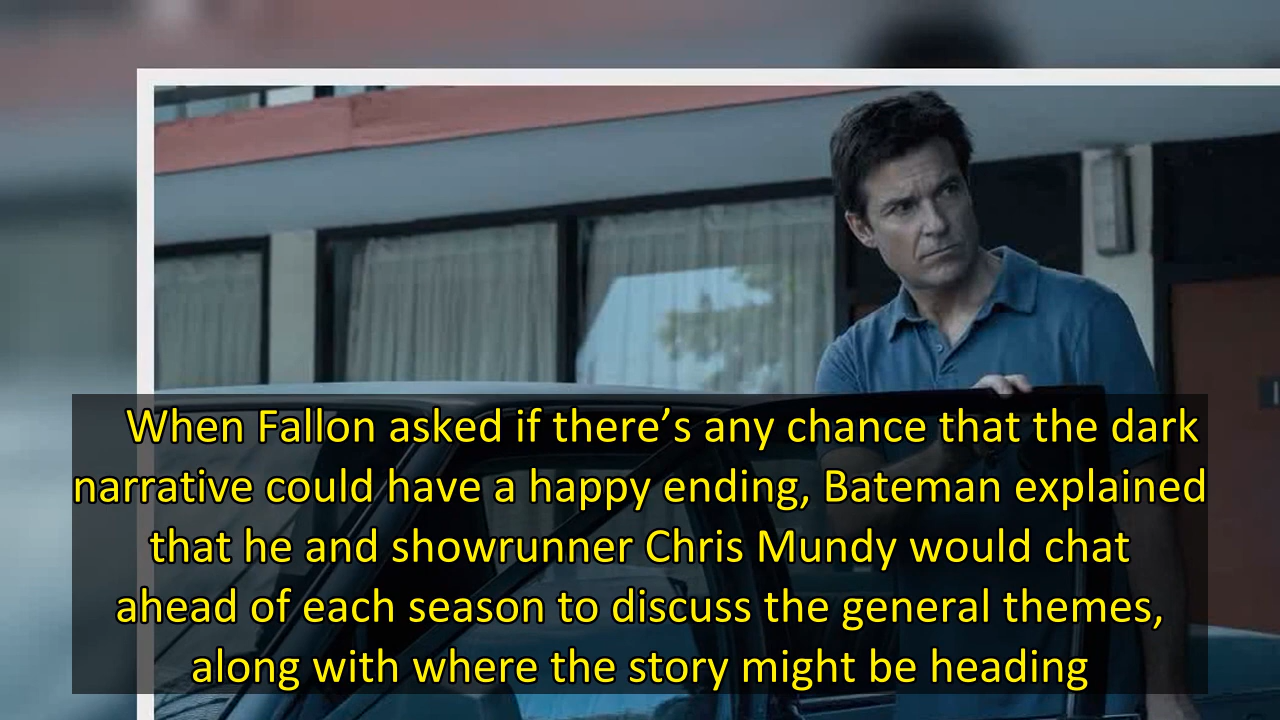 When Fallon asked if there’s any chance that the dark
narrative could have a happy ending, Bateman explained
that he and showrunner Chris Mundy would chat
ahead of each season to discuss the general themes,
along with where the story might be heading